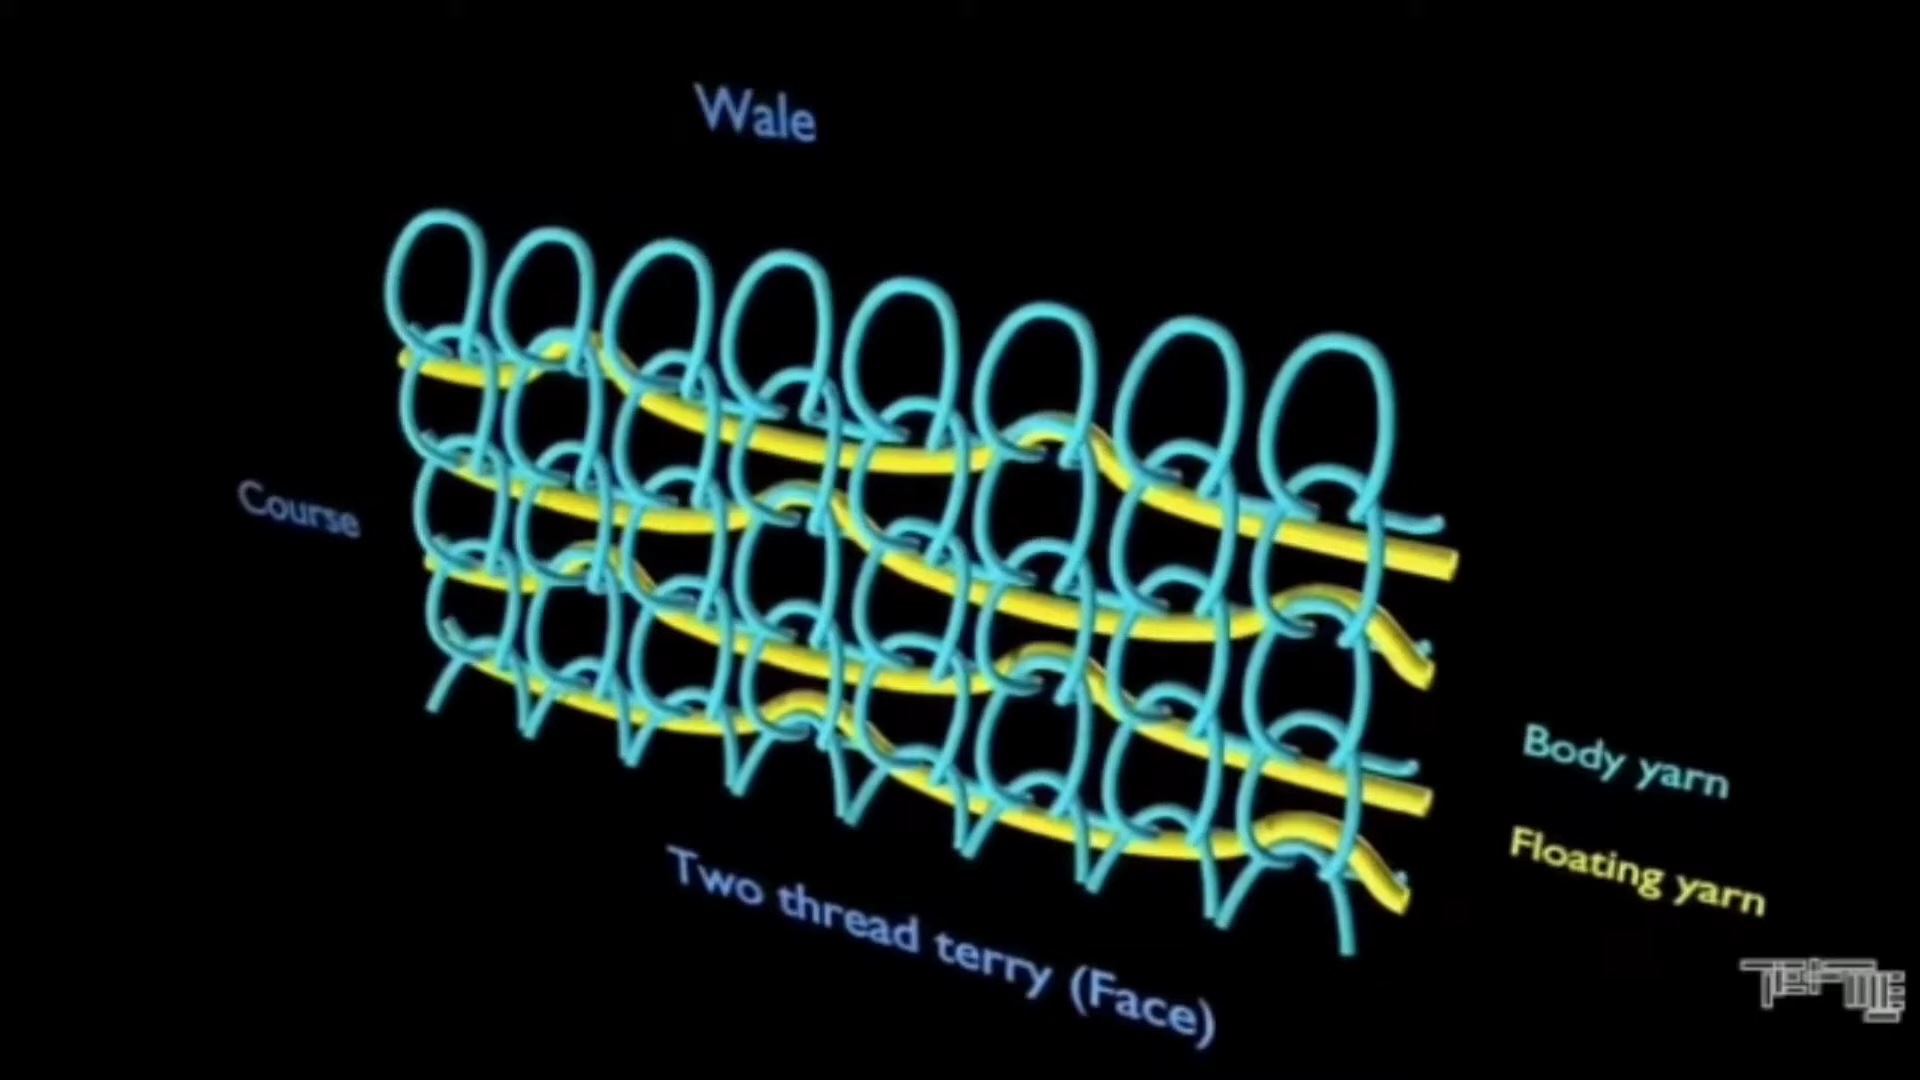 Wale
Course
Body yarn
Floating yarn
Two thread terry (Face)